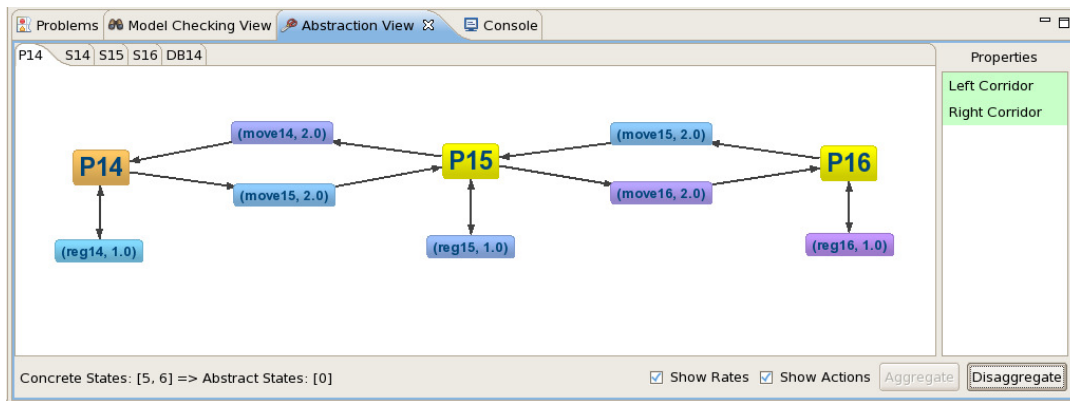 Problems Model Checking View Abstraction View Console
P14 S14 S15 S16 DB14
Properties
Left Corridor
Right Corridor
(move14, 2.0) (move15, 2.0)
P14 P15 P16
(move15, 2.0) (move16, 2.0)
(reg14, 1.0) (reg15, 1.0) (reg16, 1.0)
Concrete States: [5, 6] => Abstract States: [0] Show Rates Show Actions Aggregate Disaggregate